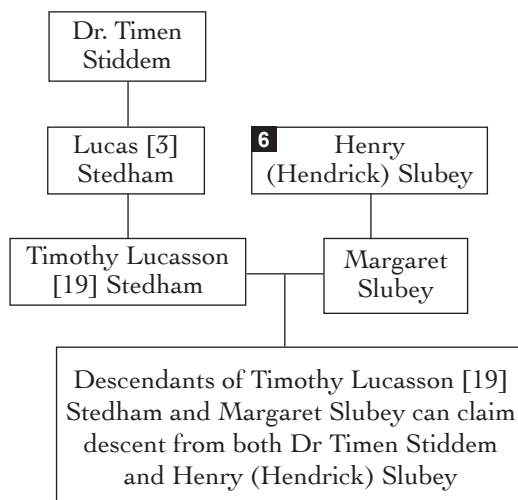 Dr. Timen
Stiddem
Lucas [3]
Stedham
6
Henry
(Hendrick) Slubey
Timothy Lucasson
[19] Stedham
Margaret
Slubey
Descendants of Timothy Lucasson [19]
Stedham and Margaret Slubey can claim
descent from both Dr Timen Stiddem
and Henry (Hendrick) Slubey